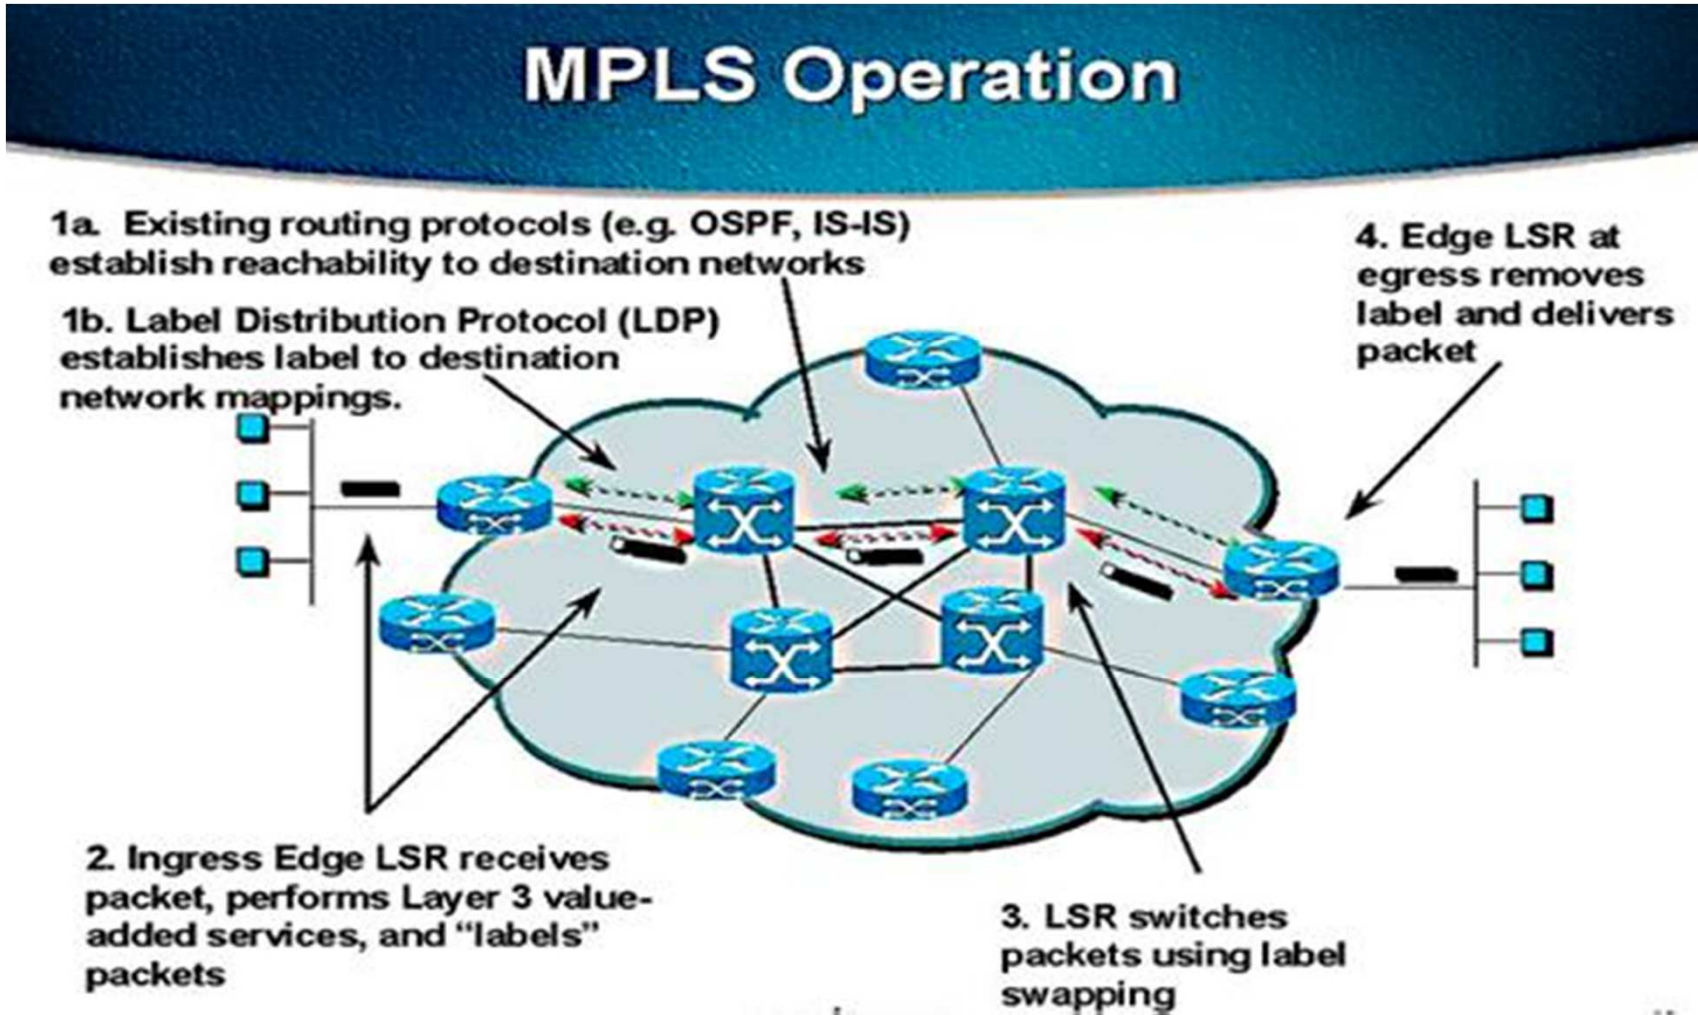 MPLS Operation
1a. Existing routing protocols (e.g. OSPF, IS-IS)
establish reachability to destination networks
1b. Label Distribution Protocol (LDP)
establishes label to destination
network mappings.
4. Edge LSR at
egress removes
label and delivers
packet
2. Ingress Edge LSR receives
packet, performs Layer 3 value-
added services, and “labels”
packets
3. LSR switches
packets using label
swapping